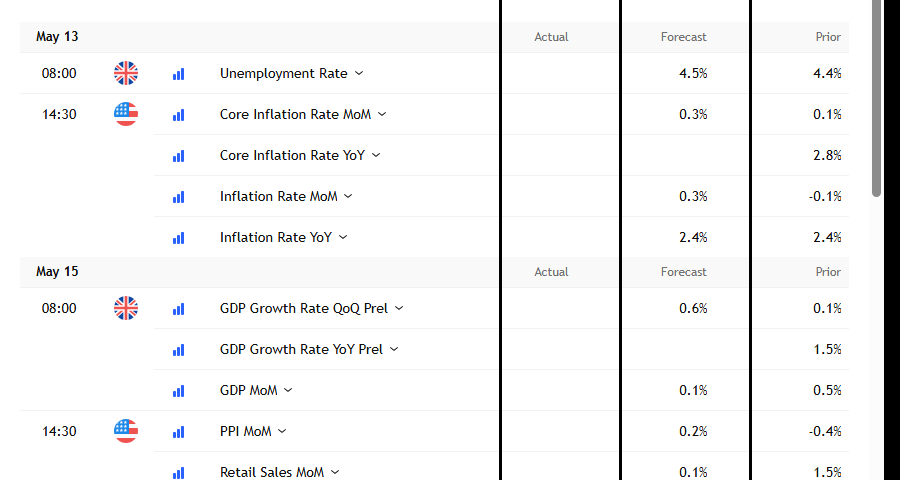 May 13 Actual Forecast Prior
08:00 Unemployment Rate 4.5% 4.4%
14:30 Core Inflation Rate MoM 0.3% 0.1%
Core Inflation Rate YoY 2.8%
Inflation Rate MoM 0.3% -0.1%
Inflation Rate YoY 2.4% 2.4%
May 15 Actual Forecast Prior
08:00 GDP Growth Rate QoQ Prel 0.6% 0.1%
GDP Growth Rate YoY Prel 1.5%
GDP MoM 0.1% 0.5%
14:30 PPI MoM 0.2% -0.4%
Retail Sales MoM 0.1% 1.5%